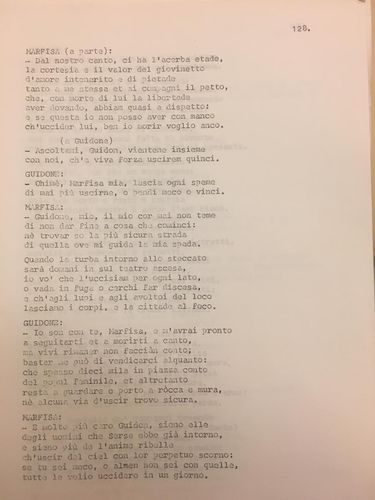 128.
MARFISA (a parte):
- Dal nostro canto, ci ha l'acerba etade,
la cortesia e il valor del giovinetto
d'amore intenerito e di pietade
tanto a me stessa et ai compagni il petto,
che, con morte di lui la libertade
aver dovendo, abbiam quasi a dispetto:
e se questa io non posso aver con manco
ch'uccider lui, ben io morir voglio anco.
(a Guidone)
- Ascoltami, Guidon, vientene insieme
con noi, ch'a viva forza usciren quinci.
GUIDONE:
- Ohimè, Marfisa mia, lascia ogni speme
di mai più uscirne, o perdi meco o vinci.
MARFISA:
- Guidone, mio, il mio cor mai non teme
di non dar fine a cosa che cominci:
nè trovar so la più sicura strada
di quella ove mi guida la mia spada.
Quando la turba intorno allo steccato
sarà domani in sul teatro ascesa,
io vo' che l'uccisian per ogni lato,
o vada in fuga o cerchi far discesa,
e ch'agli lupi e agli avoltoi del loco
lasciamo i corpi, e la cittade al foco.
GUIDONE:
- Io son con te, Marfisa, e m'avrai pronto
a seguitarti et a morirti a canto,
ma vivi rimaner non facciàn conto;
bastar ne può di vendicarci alquanto:
che spesso dieci mila in piazza conto
del popul feminile, et altretanto
resta a guardare e porto a ròcca e mura,
nè alcuna via d'uscir trovo sicura.
MARFISA:
- E molto più caro Guidon, sieno elle
degli uomini che Serse ebbe già intorno,
e sieno più de l'anime ribelle
ch'uscir del ciel con lor perpetuo scorno:
se tu sei meco, o almen non sei con quelle,
tutte le voglio uccidere in un giorno.